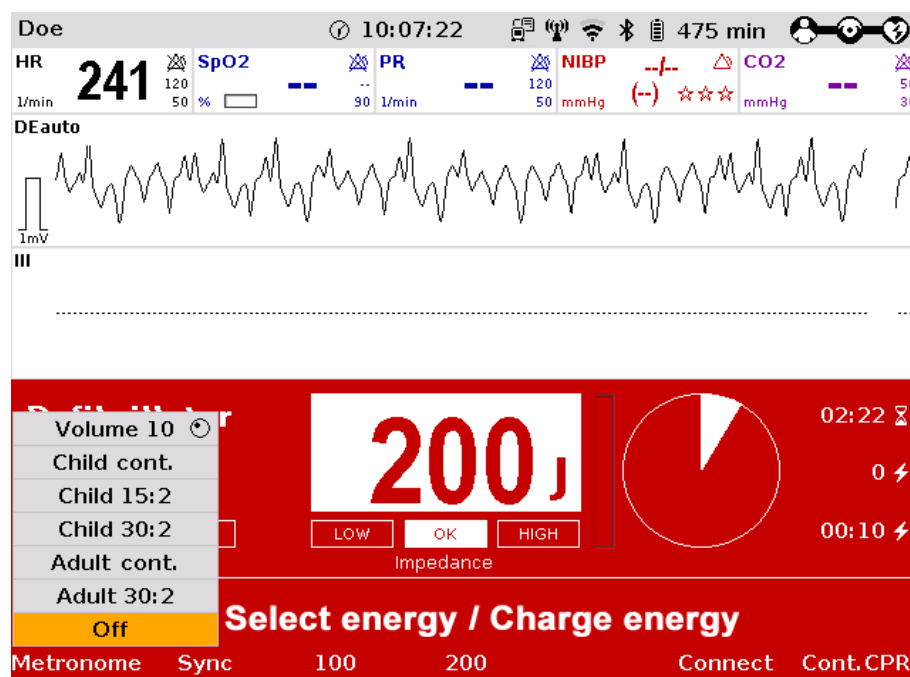 Doe 10:07:22 475 min
HR 241 120 50 1/min
SpO2 -- -- 90 %
PR -- 120 50 1/min
NIBP --/-- (--) mmHg
CO2 -- mmHg
DEauto
1mV
III
200 J
02:22
0
00:10
LOW OK HIGH
Impedance
Volume 10
Child cont.
Child 15:2
Child 30:2
Adult cont.
Adult 30:2
Off
Select energy / Charge energy
Metronome Sync 100 200 Connect Cont.CPR